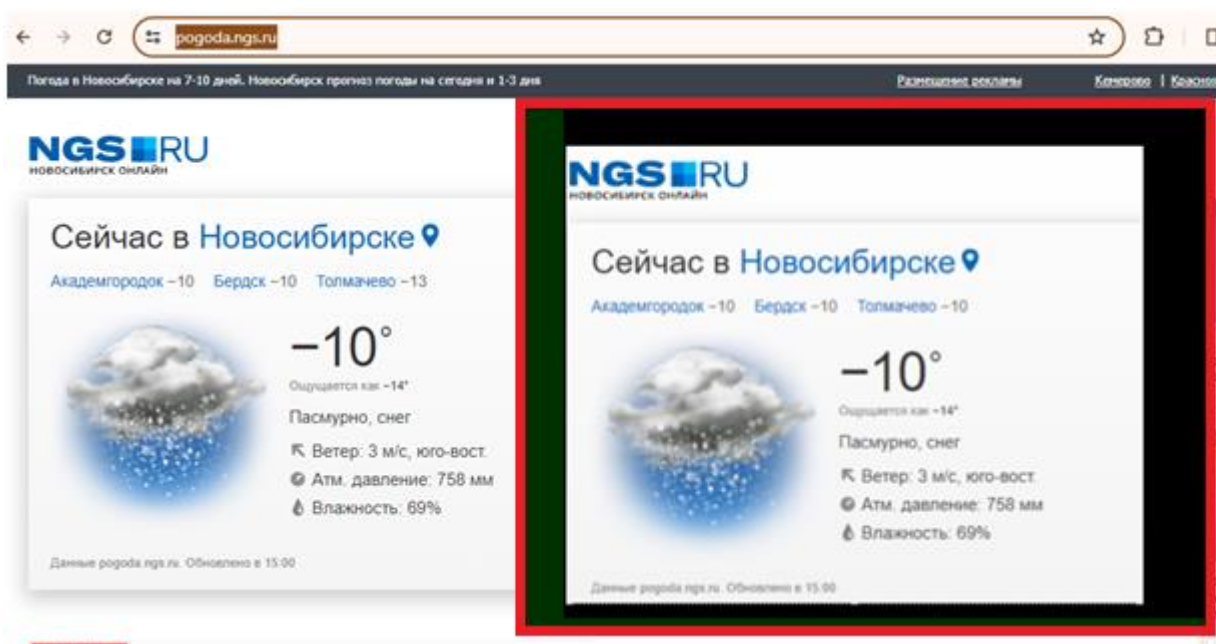 pogoda.ngs.ru
Погода в Новосибирске на 7-10 дней. Новосибирск прогноз погоды на сегодня и 1-3 дня
Размещение рекламы
Кемерово | Красно
NGS RU
НОВОСИБИРСК ОНЛАЙН
Сейчас в Новосибирске
Академгородок −10 Бердск −10 Толмачево −13
−10°
Ощущается как −14°
Пасмурно, снег
Ветер: 3 м/с, юго-вост.
Атм. давление: 758 мм
Влажность: 69%
Данные pogoda.ngs.ru. Обновлено в 15:00
NGS RU
НОВОСИБИРСК ОНЛАЙН
Сейчас в Новосибирске
Академгородок −10 Бердск −10 Толмачево −10
−10°
Ощущается как −14°
Пасмурно, снег
Ветер: 3 м/с, юго-вост.
Атм. давление: 758 мм
Влажность: 69%
Данные pogoda.ngs.ru. Обновлено в 15:00